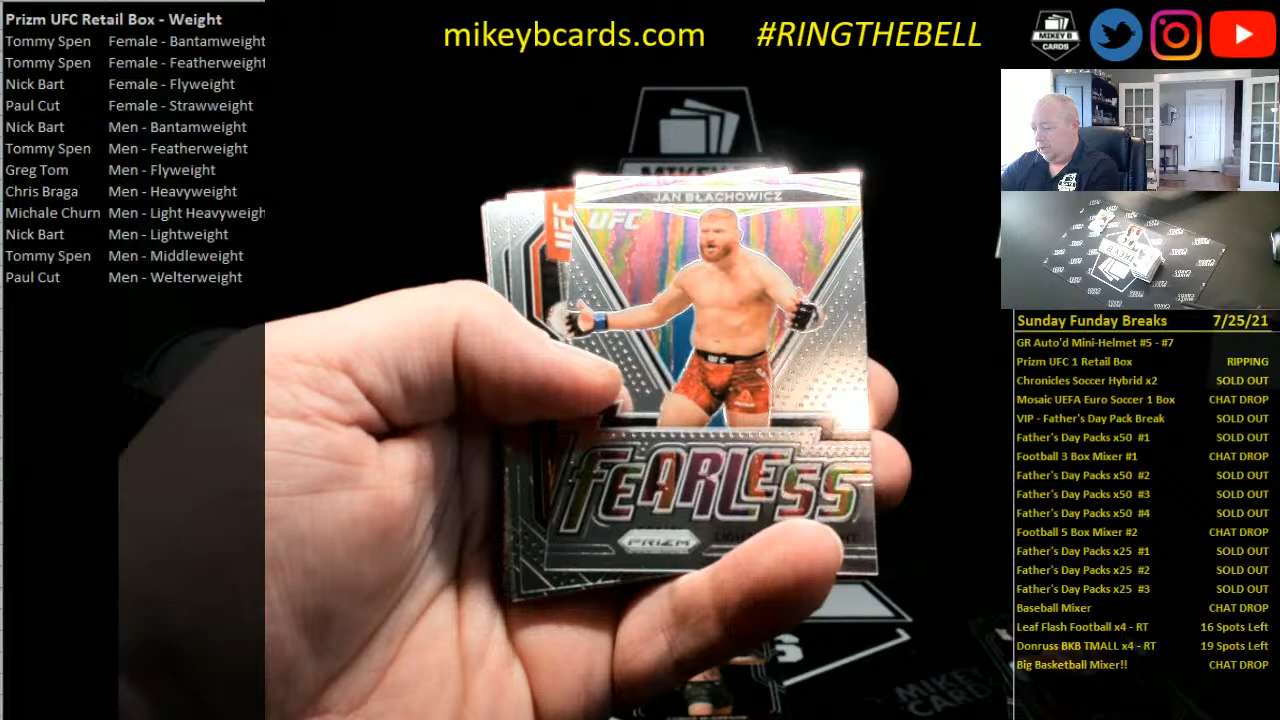 Prizm UFC Retail Box - Weight
Tommy Spen Female - Bantamweight
Tommy Spen Female - Featherweight
Nick Bart Female - Flyweight
Paul Cut Female - Strawweight
Nick Bart Men - Bantamweight
Tommy Spen Men - Featherweight
Greg Tom Men - Flyweight
Chris Braga Men - Heavyweight
Michale Churn Men - Light Heavyweigh
Nick Bart Men - Lightweight
Tommy Spen Men - Middleweight
Paul Cut Men - Welterweight
mikeybcards.com #RINGTHEBELL
MIKEY B
CARDS
JAN BŁACHOWICZ
UFC
UFC
FEARLESS
PRIZM
MIKEY
CARDS
Sunday Funday Breaks 7/25/21
GR Auto'd Mini-Helmet #5 - #7
Prizm UFC 1 Retail Box RIPPING
Chronicles Soccer Hybrid x2 SOLD OUT
Mosaic UEFA Euro Soccer 1 Box CHAT DROP
VIP - Father's Day Pack Break SOLD OUT
Father's Day Packs x50 #1 SOLD OUT
Football 3 Box Mixer #1 CHAT DROP
Father's Day Packs x50 #2 SOLD OUT
Father's Day Packs x50 #3 SOLD OUT
Father's Day Packs x50 #4 SOLD OUT
Football 5 Box Mixer #2 CHAT DROP
Father's Day Packs x25 #1 SOLD OUT
Father's Day Packs x25 #2 SOLD OUT
Father's Day Packs x25 #3 SOLD OUT
Baseball Mixer CHAT DROP
Leaf Flash Football x4 - RT 16 Spots Left
Donruss BKB TMALL x4 - RT 19 Spots Left
Big Basketball Mixer!! CHAT DROP